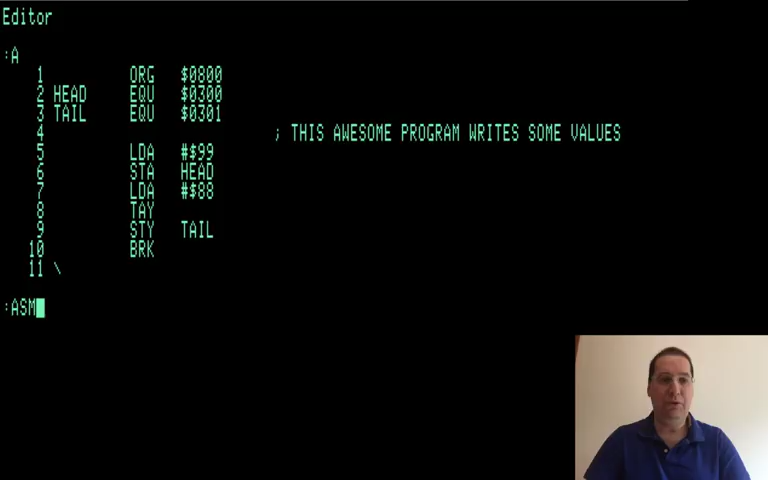 Editor
:A
1 ORG $0800
2 HEAD EQU $0300
3 TAIL EQU $0301
4 ; THIS AWESOME PROGRAM WRITES SOME VALUES
5 LDA #$99
6 STA HEAD
7 LDA #$88
8 TAY
9 STY TAIL
10 BRK
11 \
:ASM